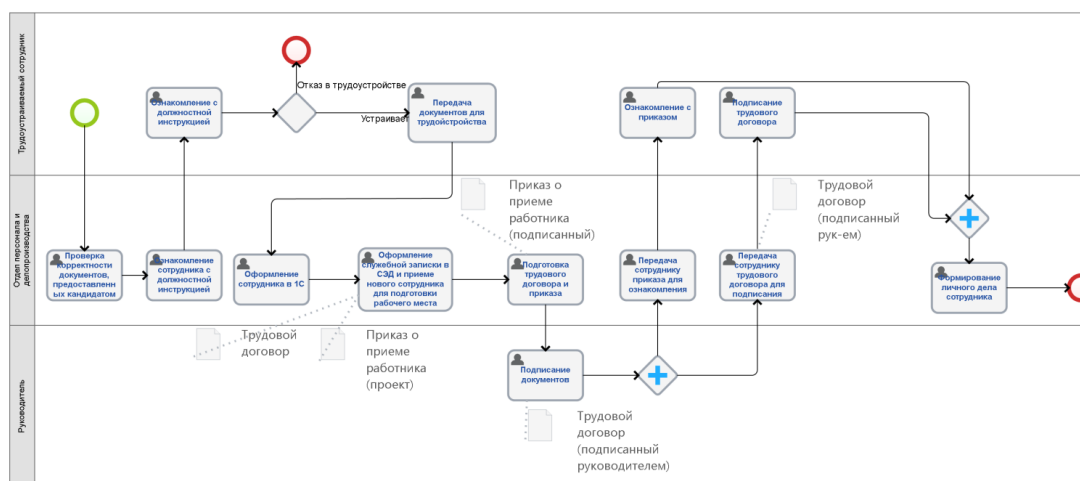 Трудоустраиваемый сотрудник
Отказ в трудоустройстве
Ознакомление с
должностной
инструкцией
Устраивает
Передача
документов для
трудойстройства
Ознакомление с
приказом
Подписание
трудового
договора
Отдел персонала и
делопроизводства
Приказ о
приеме
работника
(подписанный)
Трудовой
договор
(подписанный
рук-ем)
Проверка
корректности
документов,
предоставлен
ных кандидатом
Ознакомление
сотрудника с
должностной
инструкцией
Оформление
сотрудника в 1С
Оформление
служебной записки в
СЭД и приеме
нового сотрудника
для подготовки
рабочего места
Подготовка
трудового
договора и
приказа
Передача
сотруднику
приказа для
ознакомления
Передача
сотруднику
трудового
договора для
подписания
Формирование
личного дела
сотрудника
Руководитель
Трудовой
договор
Приказ о
приеме
работника
(проект)
Подписание
документов
Трудовой
договор
(подписанный
руководителем)